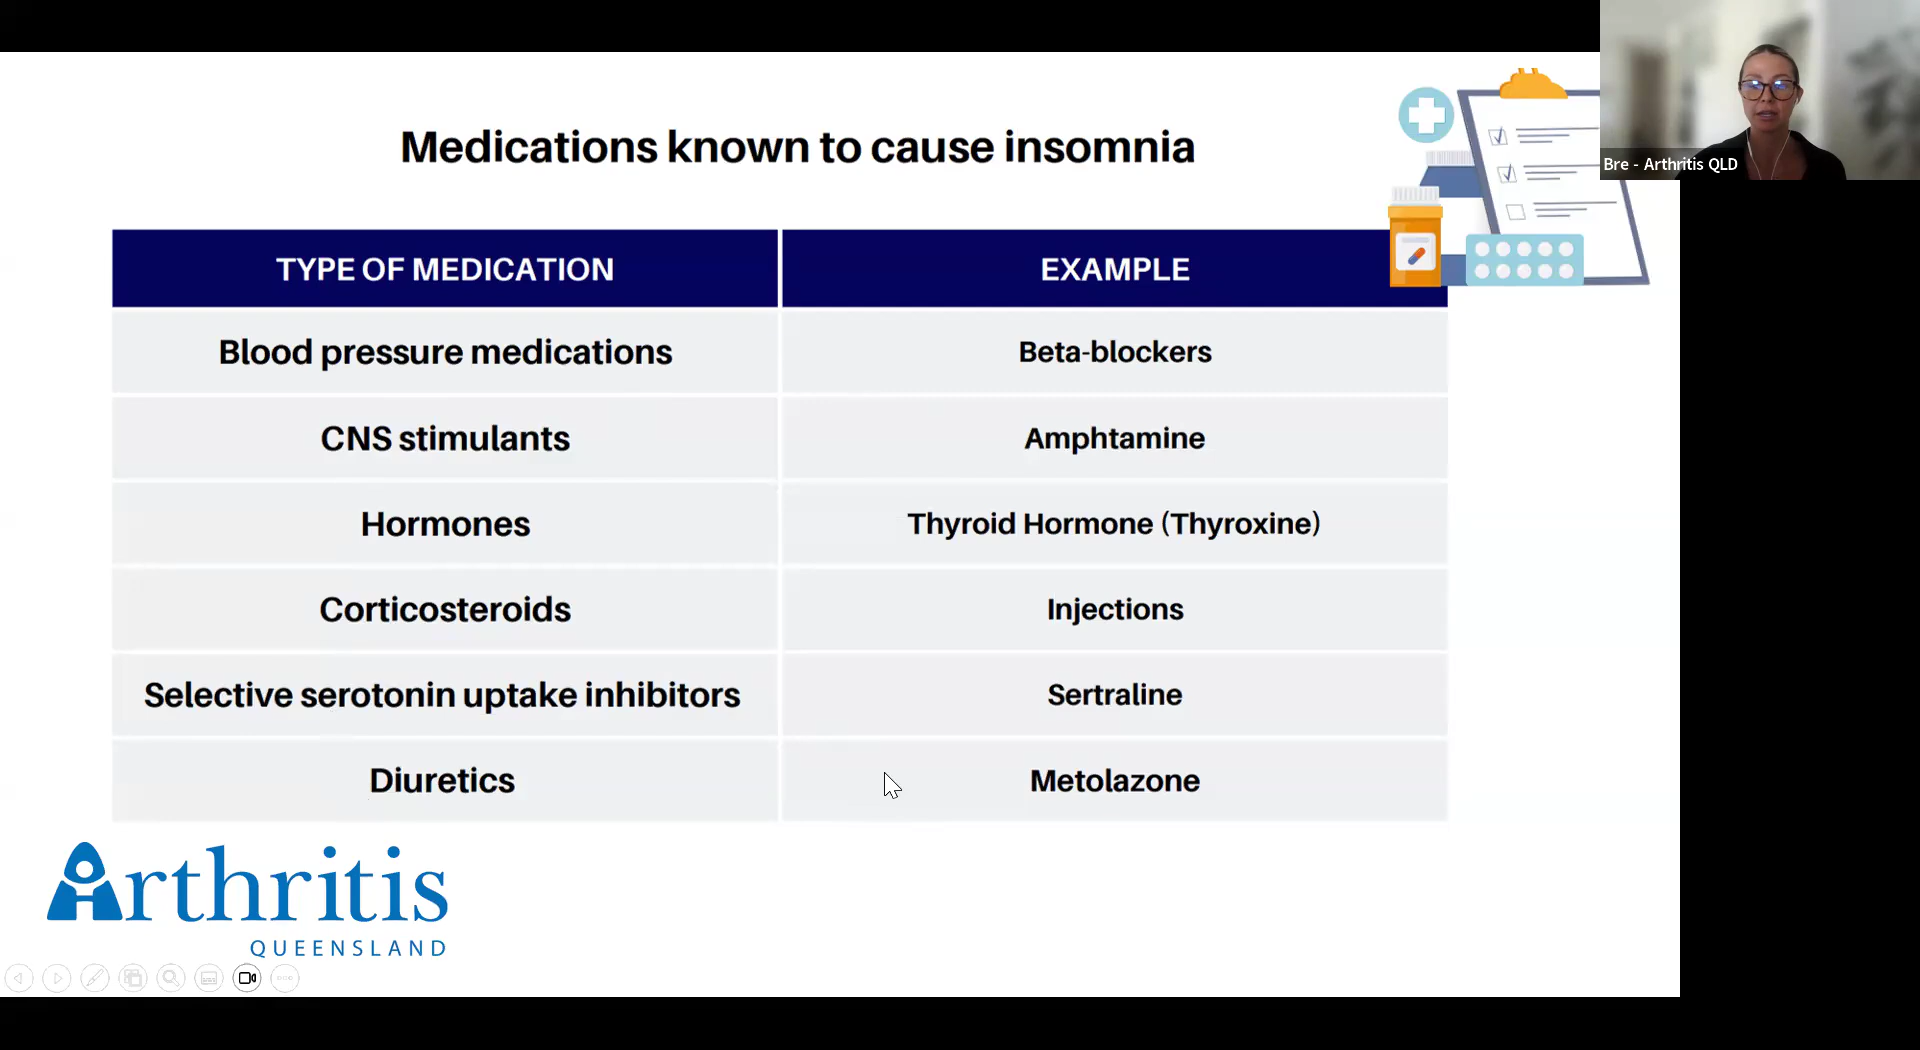 Medications known to cause insomnia
TYPE OF MEDICATION
EXAMPLE
Blood pressure medications
Beta-blockers
CNS stimulants
Amphtamine
Hormones
Thyroid Hormone (Thyroxine)
Corticosteroids
Injections
Selective serotonin uptake inhibitors
Sertraline
Diuretics
Metolazone
Arthritis
QUEENSLAND
Bre - Arthritis QLD